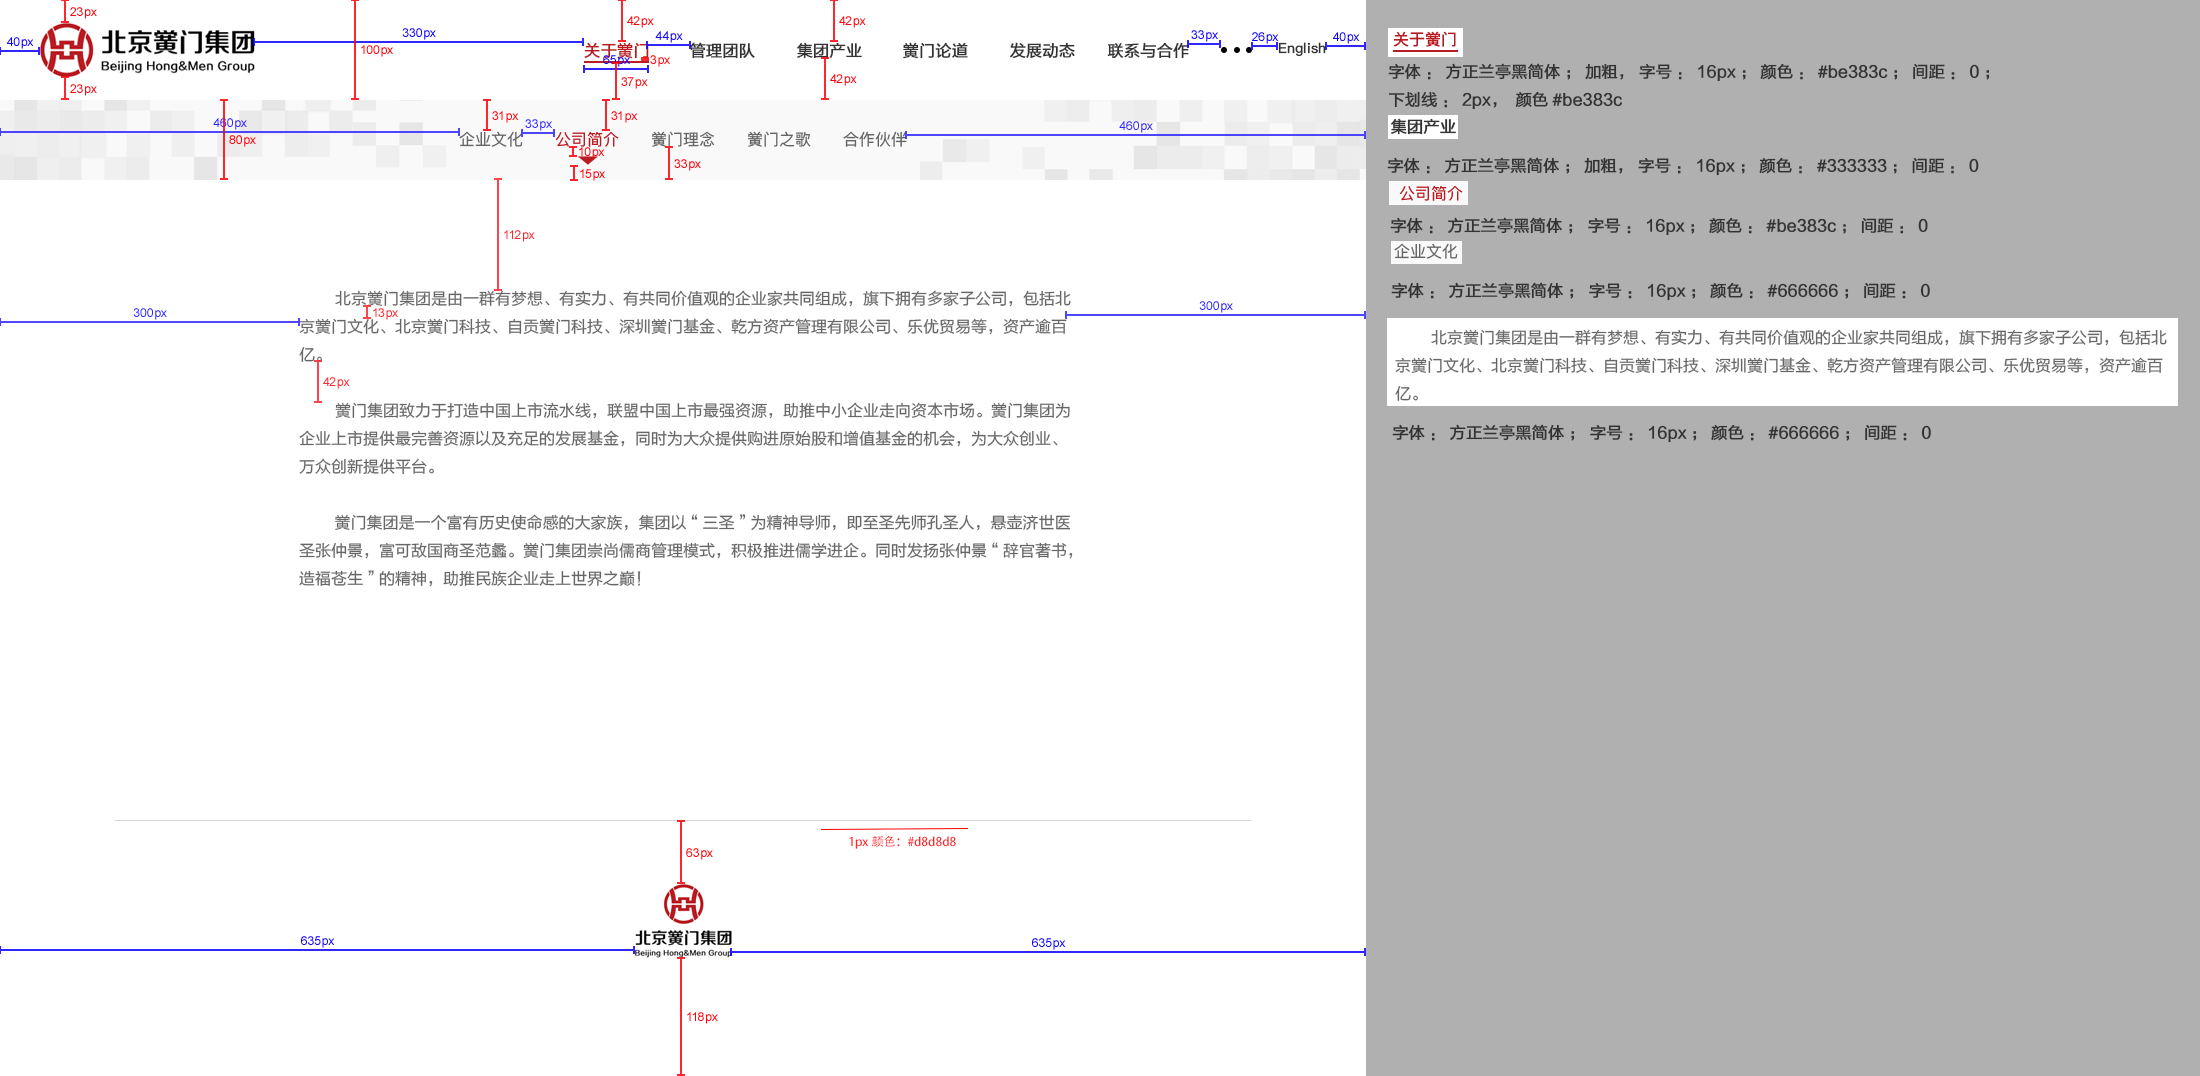 23px
42px
42px
40px
北京黉门集团
Beijing Hong&Men Group
330px
100px
关于黉门
65px
3px
44px
管理团队
集团产业
黉门论道
发展动态
联系与合作
33px
26px
English
40px
23px
37px
42px
460px
80px
31px
企业文化
33px
31px
公司简介
10px
15px
黉门理念
33px
黉门之歌
合作伙伴
460px
112px
300px
300px
13px
北京黉门集团是由一群有梦想、有实力、有共同价值观的企业家共同组成，旗下拥有多家子公司，包括北
京黉门文化、北京黉门科技、自贡黉门科技、深圳黉门基金、乾方资产管理有限公司、乐优贸易等，资产逾百
亿。
42px
黉门集团致力于打造中国上市流水线，联盟中国上市最强资源，助推中小企业走向资本市场。黉门集团为
企业上市提供最完善资源以及充足的发展基金，同时为大众提供购进原始股和增值基金的机会，为大众创业、
万众创新提供平台。
黉门集团是一个富有历史使命感的大家族，集团以“三圣”为精神导师，即至圣先师孔圣人，悬壶济世医
圣张仲景，富可敌国商圣范蠡。黉门集团崇尚儒商管理模式，积极推进儒学进企。同时发扬张仲景“辞官著书，
造福苍生”的精神，助推民族企业走上世界之巅！
1px 颜色：#d8d8d8
63px
北京黉门集团
Beijing Hong&Men Group
635px
635px
118px
关于黉门
字体： 方正兰亭黑简体； 加粗， 字号： 16px； 颜色： #be383c； 间距： 0；
下划线： 2px， 颜色 #be383c
集团产业
字体： 方正兰亭黑简体； 加粗， 字号： 16px； 颜色： #333333； 间距： 0
公司简介
字体： 方正兰亭黑简体； 字号： 16px； 颜色： #be383c； 间距： 0
企业文化
字体： 方正兰亭黑简体； 字号： 16px； 颜色： #666666； 间距： 0
北京黉门集团是由一群有梦想、有实力、有共同价值观的企业家共同组成，旗下拥有多家子公司，包括北
京黉门文化、北京黉门科技、自贡黉门科技、深圳黉门基金、乾方资产管理有限公司、乐优贸易等，资产逾百
亿。
字体： 方正兰亭黑简体； 字号： 16px； 颜色： #666666； 间距： 0